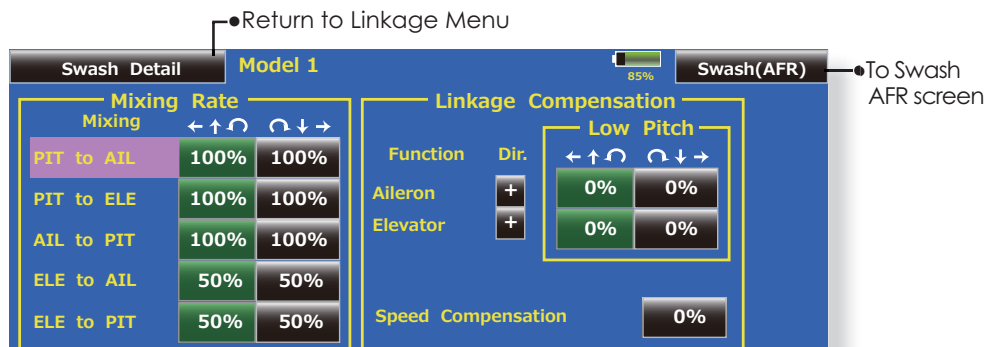 Return to Linkage Menu
Swash Detail
Model 1
85%
Swash(AFR)
To Swash
AFR screen
Mixing Rate
Mixing
←↑↶ ↷↓→
PIT to AIL 100% 100%
PIT to ELE 100% 100%
AIL to PIT 100% 100%
ELE to AIL 50% 50%
ELE to PIT 50% 50%
Linkage Compensation
Low Pitch
Function Dir. ←↑↶ ↷↓→
Aileron + 0% 0%
Elevator + 0% 0%
Speed Compensation 0%